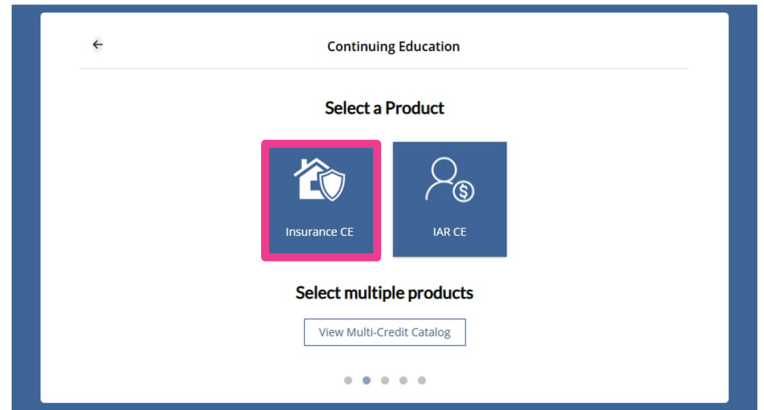 Continuing Education
Select a Product
Insurance CE
IAR CE
Select multiple products
View Multi-Credit Catalog